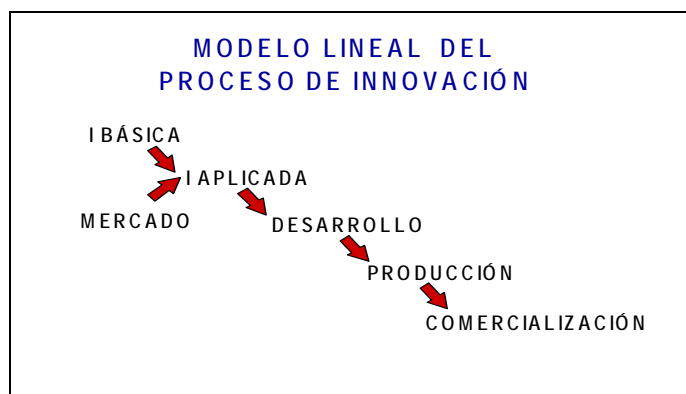 MODELO LINEAL DEL
PROCESO DE INNOVACIÓN
I BÁSICA
I APLICADA
MERCADO
DESARROLLO
PRODUCCIÓN
COMERCIALIZACIÓN